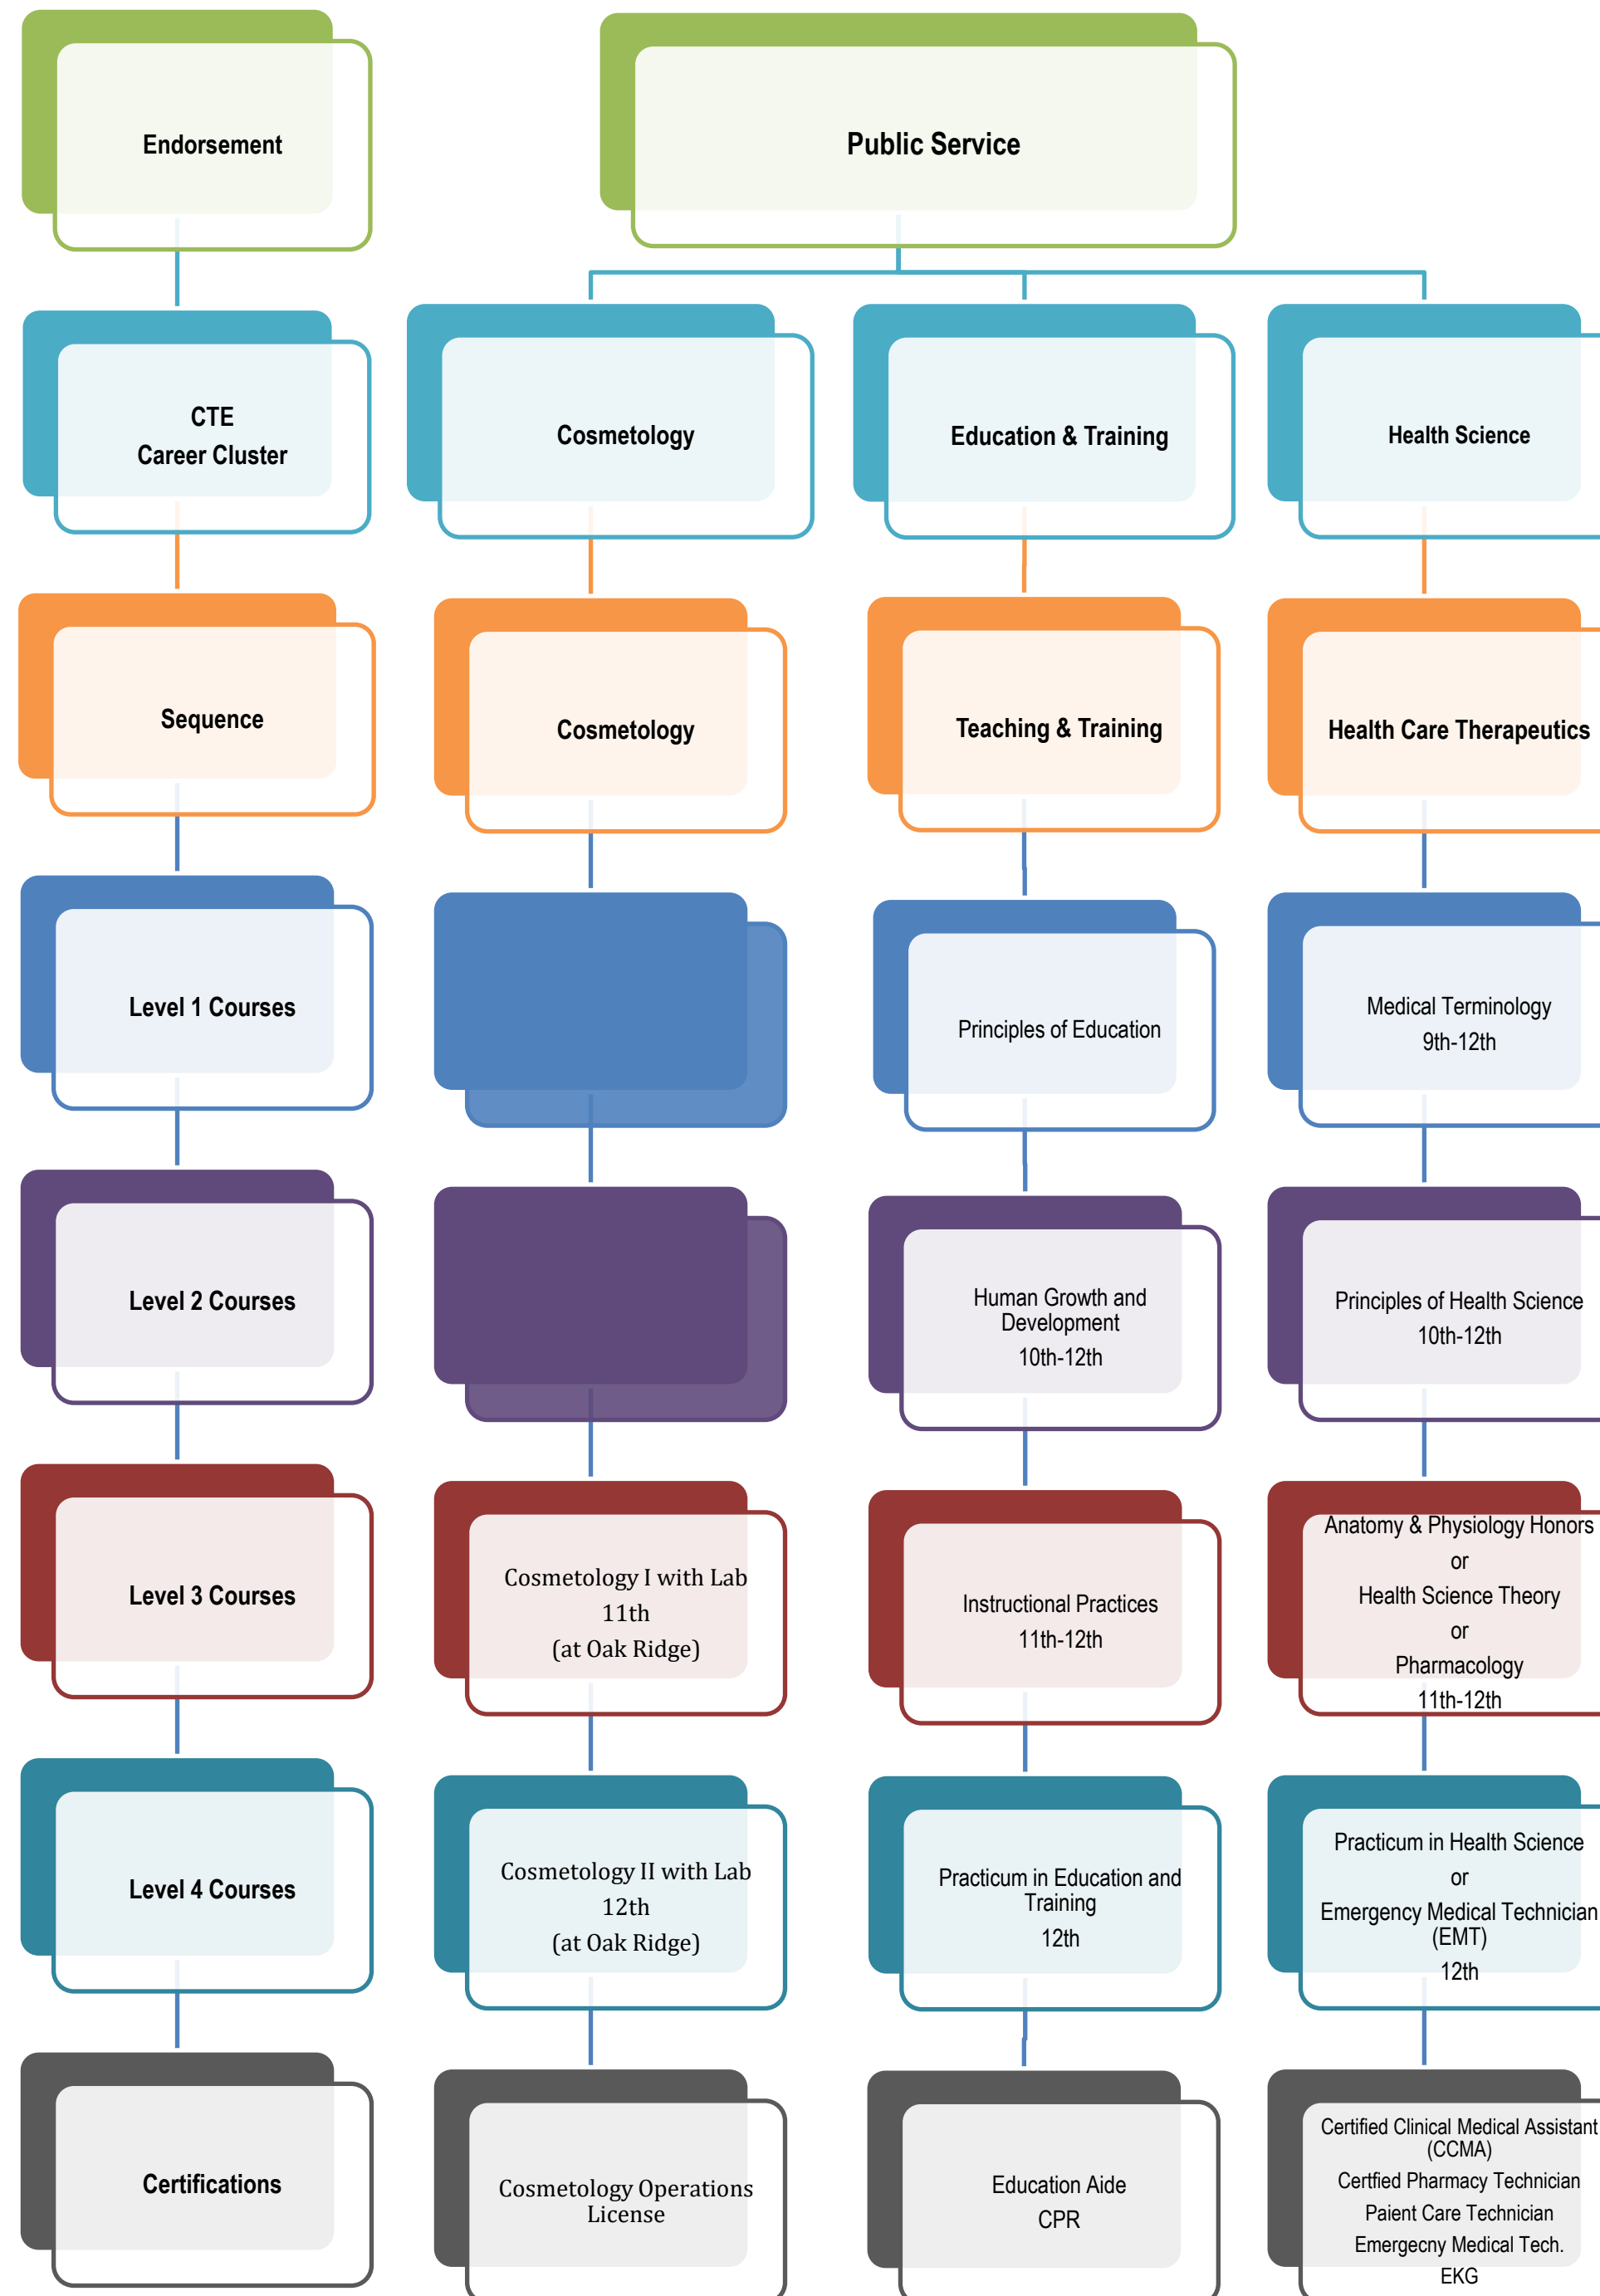 Endorsement
Public Service
CTE
Career Cluster
Cosmetology
Education & Training
Health Science
Sequence
Cosmetology
Teaching & Training
Health Care Therapeutics
Level 1 Courses
Principles of Education
Medical Terminology
9th-12th
Level 2 Courses
Human Growth and
Development
10th-12th
Principles of Health Science
10th-12th
Level 3 Courses
Cosmetology I with Lab
11th
(at Oak Ridge)
Instructional Practices
11th-12th
Anatomy & Physiology Honors
or
Health Science Theory
or
Pharmacology
11th-12th
Level 4 Courses
Cosmetology II with Lab
12th
(at Oak Ridge)
Practicum in Education and
Training
12th
Practicum in Health Science
or
Emergency Medical Technician
(EMT)
12th
Certifications
Cosmetology Operations
License
Education Aide
CPR
Certified Clinical Medical Assistant
(CCMA)
Certfied Pharmacy Technician
Paient Care Technician
Emergecny Medical Tech.
EKG